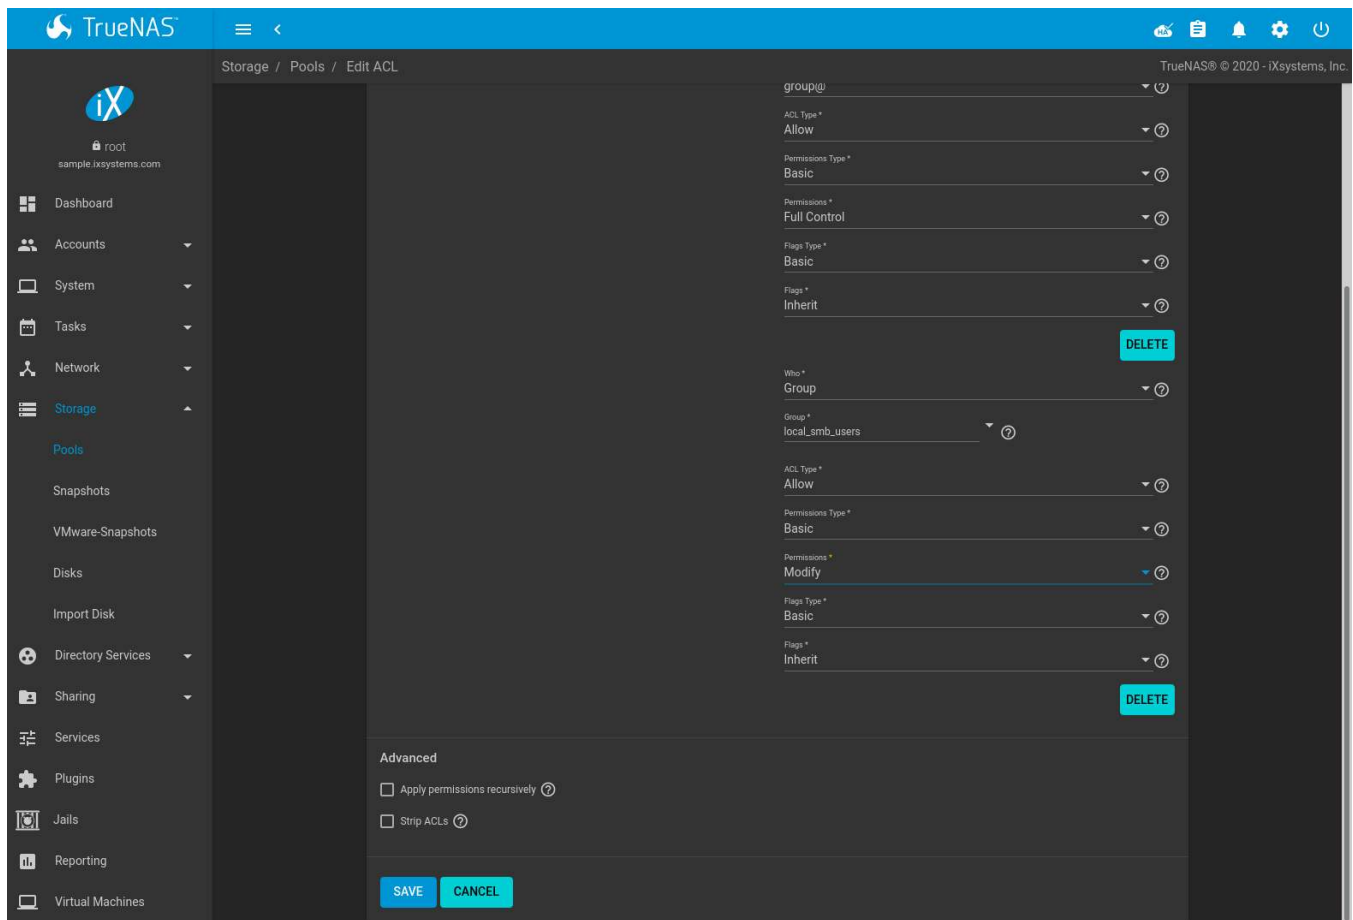 TrueNAS™
HA
Storage / Pools / Edit ACL
TrueNAS® © 2020 - iXsystems, Inc.
iX
root
sample.ixsystems.com
Dashboard
Accounts
System
Tasks
Network
Storage
Pools
Snapshots
VMware-Snapshots
Disks
Import Disk
Directory Services
Sharing
Services
Plugins
Jails
Reporting
Virtual Machines
group@
ACL Type *
Allow
Permissions Type *
Basic
Permissions *
Full Control
Flags Type *
Basic
Flags *
Inherit
DELETE
Who *
Group
Group *
local_smb_users
ACL Type *
Allow
Permissions Type *
Basic
Permissions *
Modify
Flags Type *
Basic
Flags *
Inherit
DELETE
Advanced
Apply permissions recursively
Strip ACLs
SAVE CANCEL